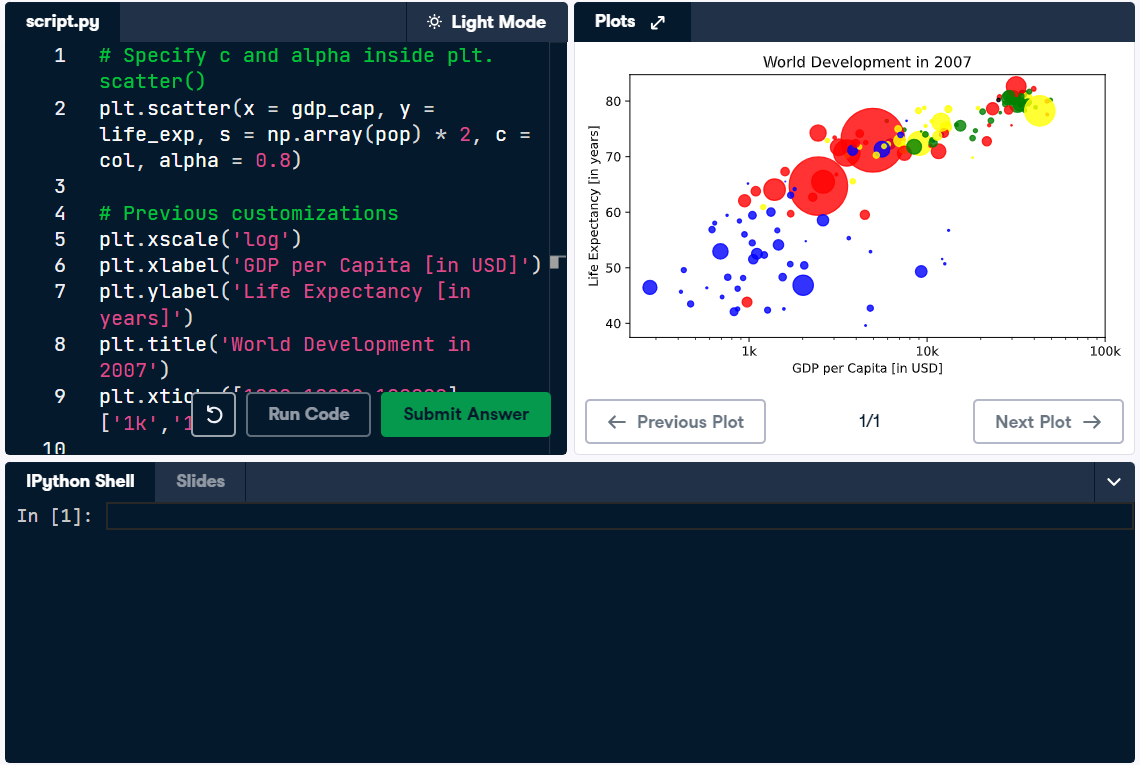 script.py
Light Mode
1 # Specify c and alpha inside plt.
scatter()
2 plt.scatter(x = gdp_cap, y =
life_exp, s = np.array(pop) * 2, c =
col, alpha = 0.8)
3
4 # Previous customizations
5 plt.xscale('log')
6 plt.xlabel('GDP per Capita [in USD]')
7 plt.ylabel('Life Expectancy [in
years]')
8 plt.title('World Development in
2007')
9
['1k','1
10
Run Code
Submit Answer
Plots
World Development in 2007
Life Expectancy [in years]
80
70
60
50
40
1k 10k 100k
GDP per Capita [in USD]
← Previous Plot
1/1
Next Plot →
IPython Shell
Slides
In [1]: